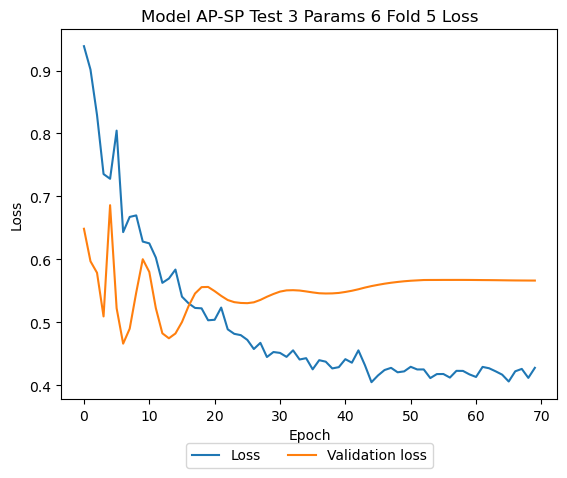 Model AP-SP Test 3 Params 6 Fold 5 Loss
Loss
0.9
0.8
0.7
0.6
0.5
0.4
0 10 20 30 40 50 60 70
Epoch
Loss Validation loss